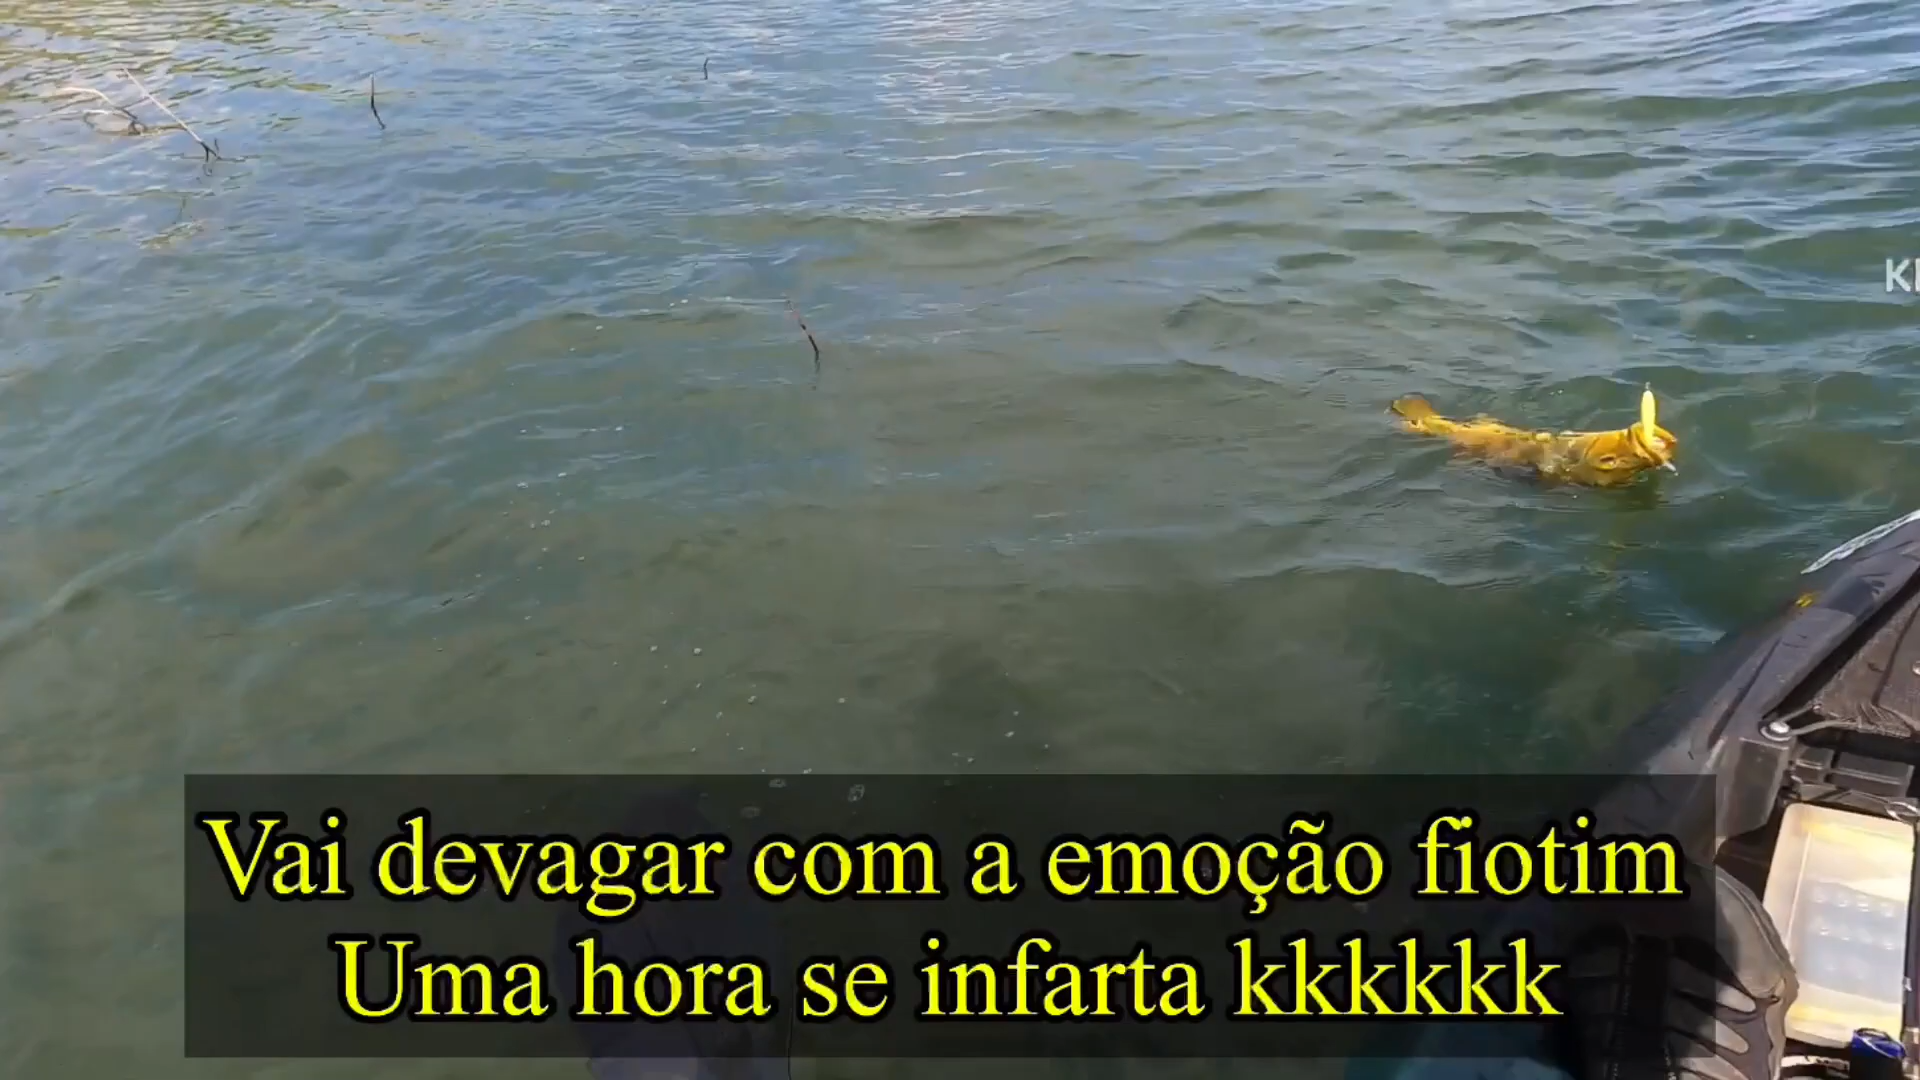 Vai devagar com a emoção fiotim
Uma hora se infarta kkkkkk